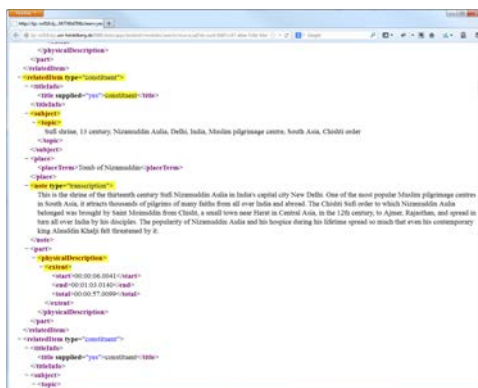 </physicalDescription>
</part>
</relatedItem>
- <relatedItem type="constituent">
- <titleInfo>
<title supplied="yes">constituent</title>
</titleInfo>
- <subject>
- <topic>
Sufi shrine, 13 century, Nizamuddin Aulia, Delhi, India, Muslim pilgrimage centre, South Asia, Chishti order
</topic>
</subject>
- <place>
<placeTerm>Tomb of Nizamuddin</placeTerm>
</place>
- <note type="transcription">
This is the shrine of the thirteenth century Sufi Nizamuddin Aulia in India's capital city New Delhi. One of the most popular Muslim pilgrimage centres
in South Asia, it attracts thousands of pilgrims of many faiths from all over India and abroad. The Chishti Sufi order to which Nizamuddin Aulia
belonged was brought by Saint Moinuddin from Chisht, a small town near Herat in Central Asia, in the 12th century, to Ajmer, Rajasthan, and spread in
turn all over India by his disciples. The popularity of Nizamuddin Aulia and his hospice during his lifetime spread so much that even his contemporary
king Alauddin Khalji felt threatened by it.
</note>
- <part>
- <physicalDescription>
- <extent>
<start>00:00:06.0041</start>
<end>00:01:03.0140</end>
<total>00:00:57.0099</total>
</extent>
</physicalDescription>
</part>
</relatedItem>
- <relatedItem type="constituent">
- <titleInfo>
<title supplied="yes">constituent</title>
</titleInfo>
- <subject>
- <topic>